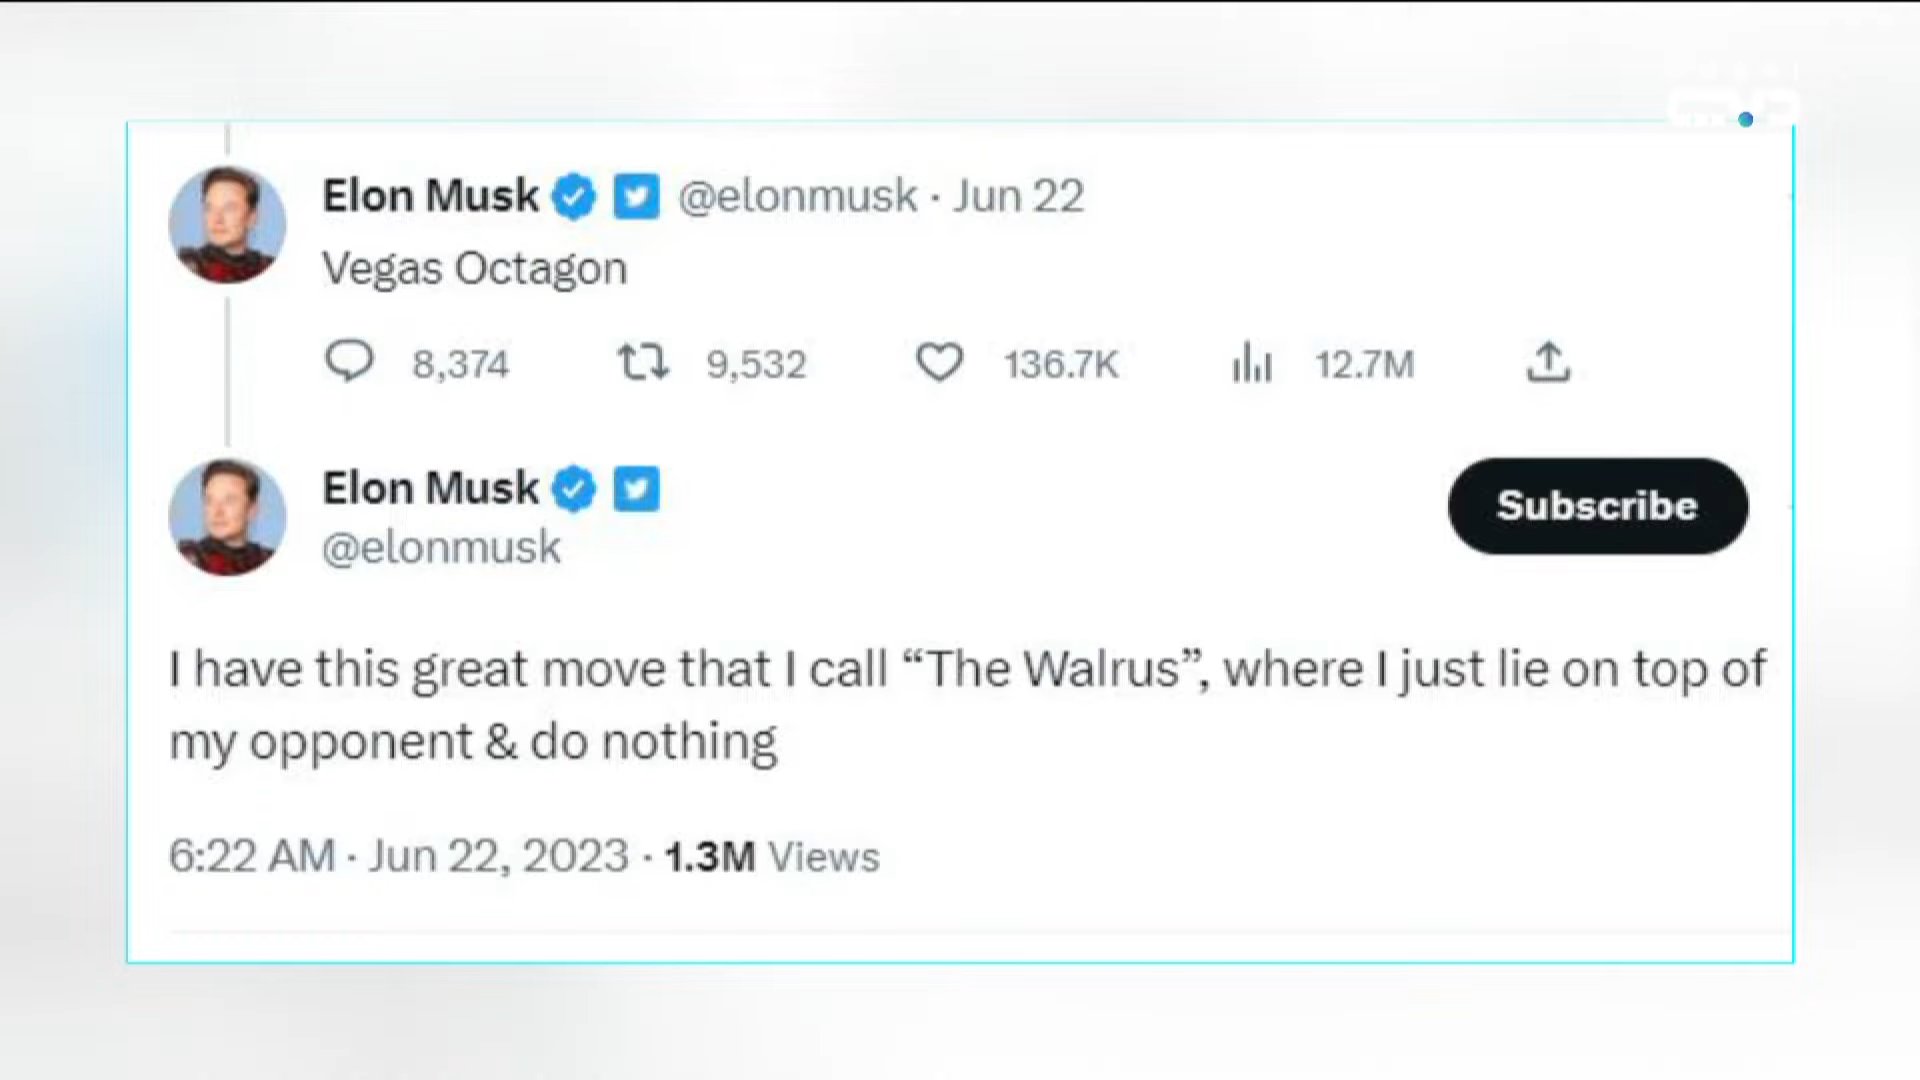 Elon Musk @elonmusk · Jun 22
Vegas Octagon
8,374 9,532 136.7K 12.7M
Elon Musk
Subscribe
@elonmusk
I have this great move that I call “The Walrus”, where I just lie on top of
my opponent & do nothing
6:22 AM · Jun 22, 2023 · 1.3M Views